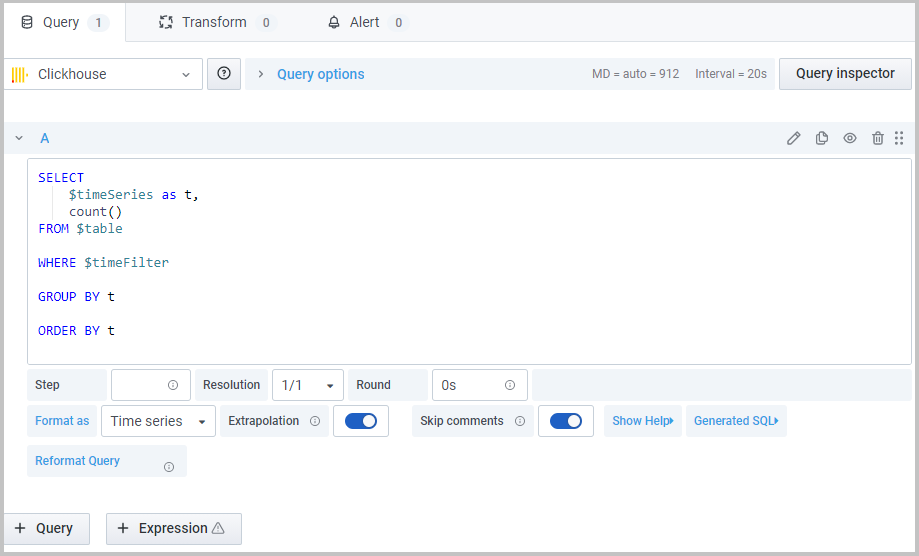 Query 1 Transform 0 Alert 0
Clickhouse Query options MD = auto = 912 Interval = 20s Query inspector
A
SELECT
$timeSeries as t,
count()
FROM $table
WHERE $timeFilter
GROUP BY t
ORDER BY t
Step Resolution 1/1 Round 0s
Format as Time series Extrapolation Skip comments Show Help Generated SQL
Reformat Query
+ Query + Expression